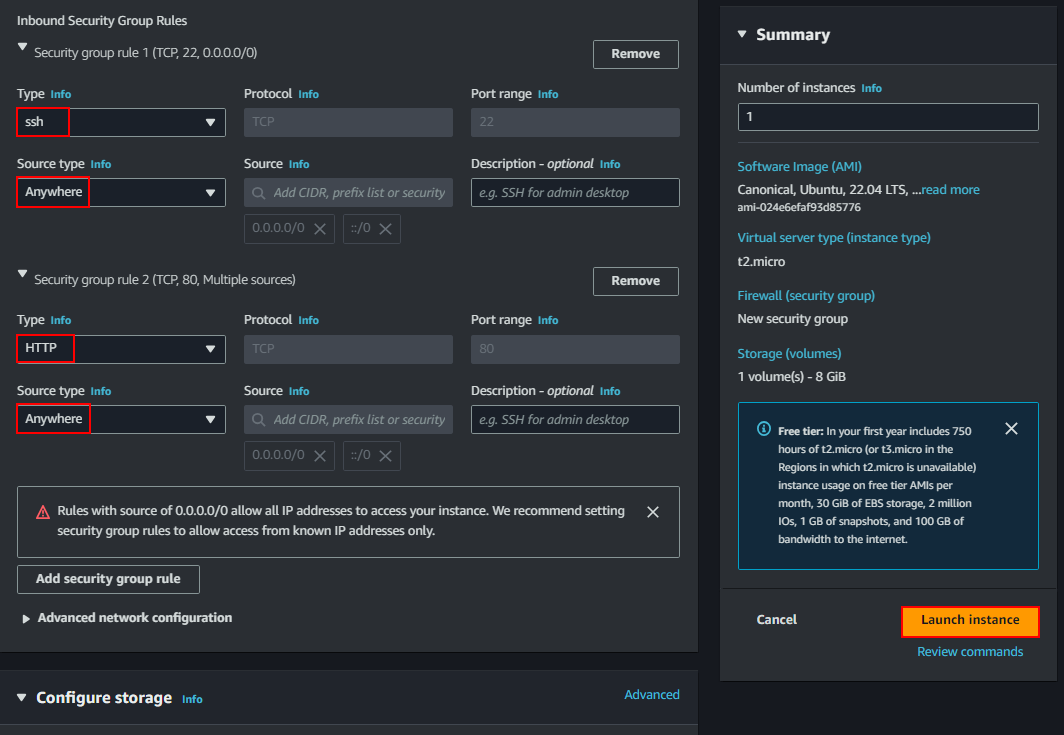 Inbound Security Group Rules
Security group rule 1 (TCP, 22, 0.0.0.0/0)
Remove
Type Info
Protocol Info
Port range Info
ssh
TCP
22
Source type Info
Source Info
Description - optional Info
Anywhere
Add CIDR, prefix list or security
e.g. SSH for admin desktop
0.0.0.0/0
::/0
Security group rule 2 (TCP, 80, Multiple sources)
Remove
Type Info
Protocol Info
Port range Info
HTTP
TCP
80
Source type Info
Source Info
Description - optional Info
Anywhere
Add CIDR, prefix list or security
e.g. SSH for admin desktop
0.0.0.0/0
::/0
Rules with source of 0.0.0.0/0 allow all IP addresses to access your instance. We recommend setting
security group rules to allow access from known IP addresses only.
Add security group rule
Advanced network configuration
Configure storage Info
Advanced
Summary
Number of instances Info
1
Software Image (AMI)
Canonical, Ubuntu, 22.04 LTS, ...read more
ami-024e6efaf93d85776
Virtual server type (instance type)
t2.micro
Firewall (security group)
New security group
Storage (volumes)
1 volume(s) - 8 GiB
Free tier: In your first year includes 750
hours of t2.micro (or t3.micro in the
Regions in which t2.micro is unavailable)
instance usage on free tier AMIs per
month, 30 GiB of EBS storage, 2 million
IOs, 1 GB of snapshots, and 100 GB of
bandwidth to the internet.
Cancel
Launch instance
Review commands